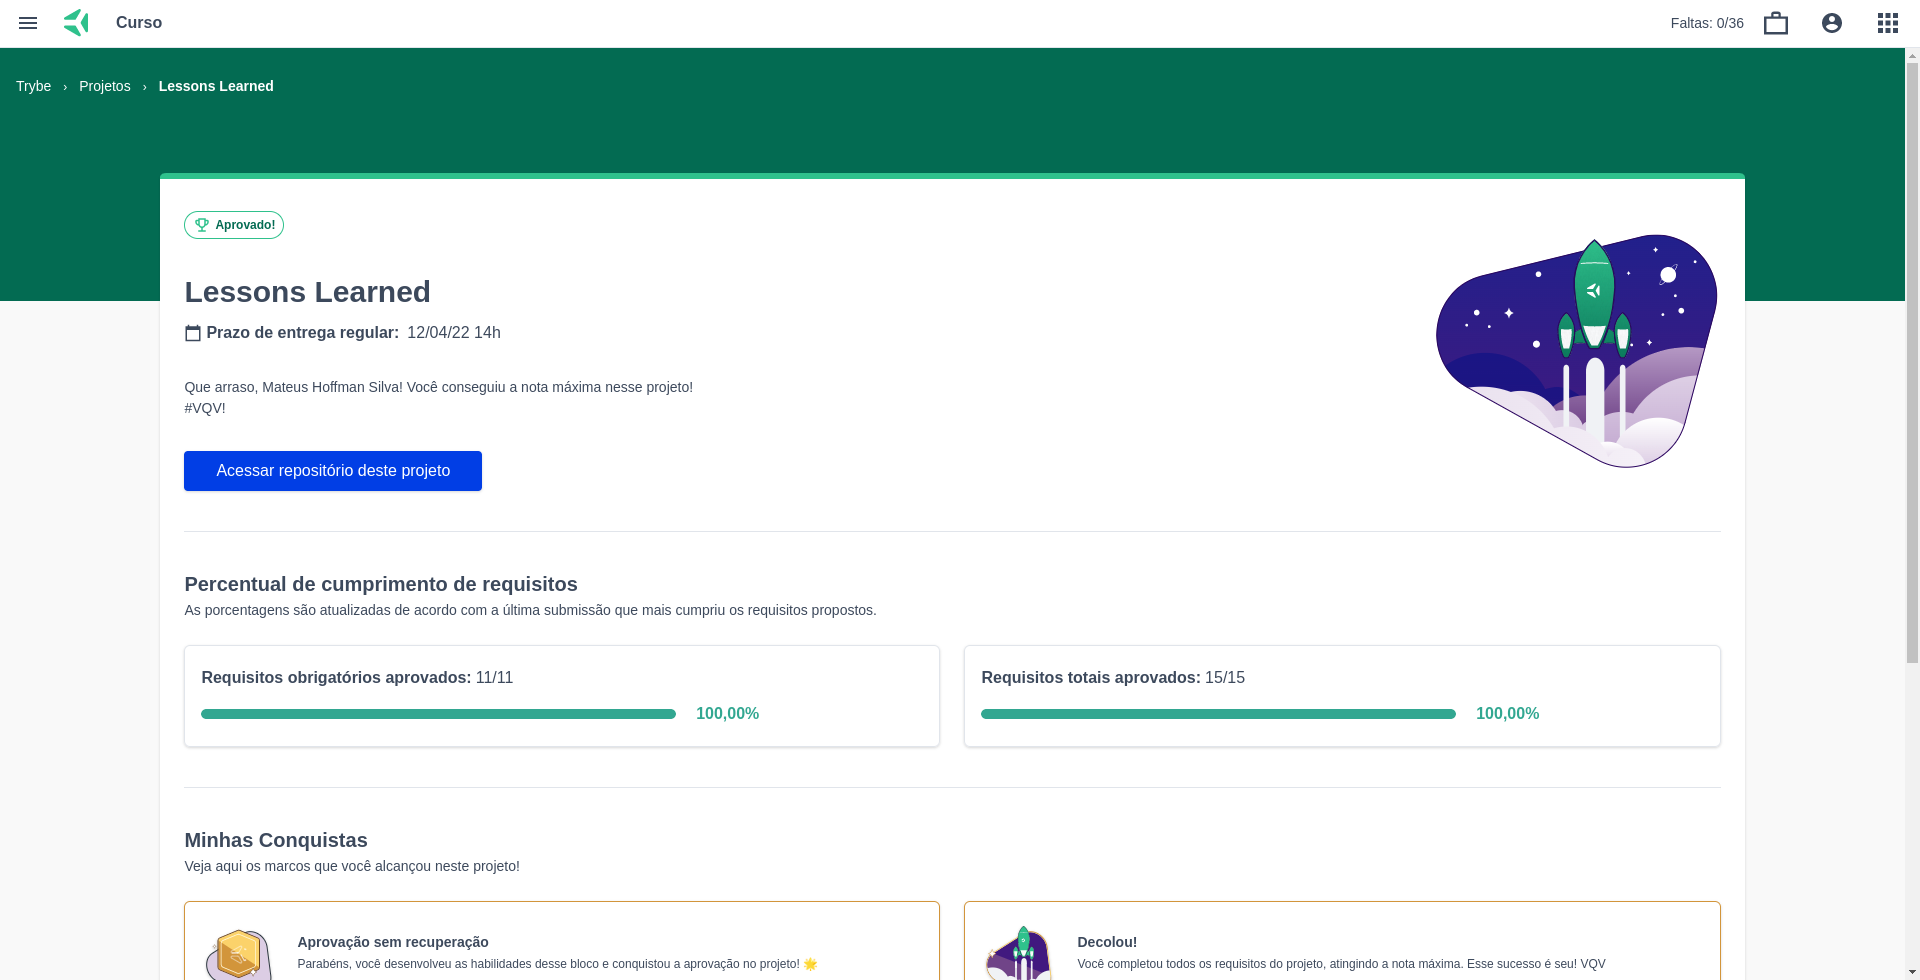 Curso
Faltas: 0/36
Trybe › Projetos › Lessons Learned
Aprovado!
Lessons Learned
Prazo de entrega regular: 12/04/22 14h
Que arraso, Mateus Hoffman Silva! Você conseguiu a nota máxima nesse projeto!
#VQV!
Acessar repositório deste projeto
Percentual de cumprimento de requisitos
As porcentagens são atualizadas de acordo com a última submissão que mais cumpriu os requisitos propostos.
Requisitos obrigatórios aprovados: 11/11
100,00%
Requisitos totais aprovados: 15/15
100,00%
Minhas Conquistas
Veja aqui os marcos que você alcançou neste projeto!
Aprovação sem recuperação
Parabéns, você desenvolveu as habilidades desse bloco e conquistou a aprovação no projeto! 🌟
Decolou!
Você completou todos os requisitos do projeto, atingindo a nota máxima. Esse sucesso é seu! VQV